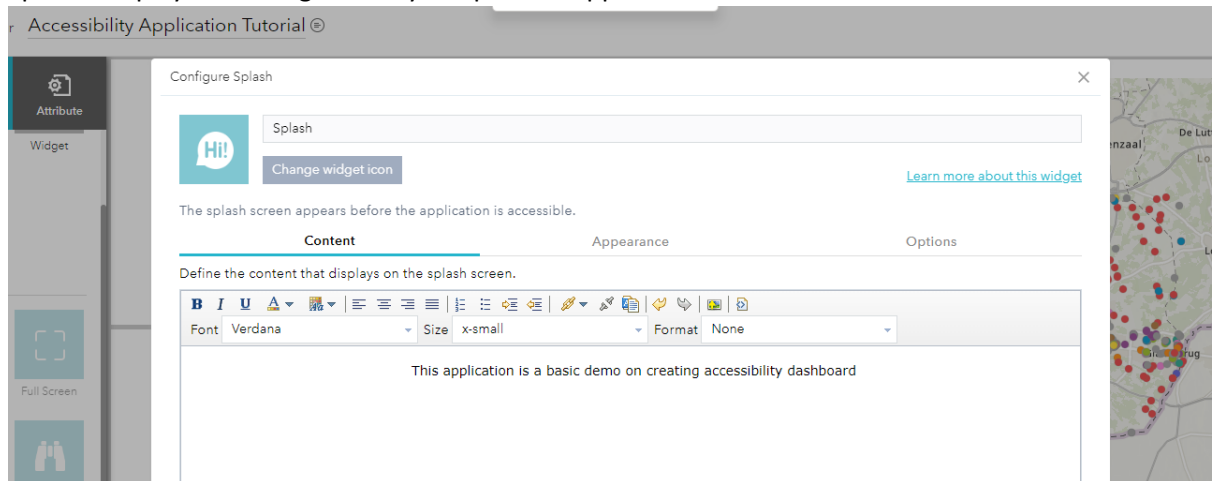 r Accessibility Application Tutorial
Configure Splash
Attribute
Widget
Hi!
Splash
Change widget icon
Learn more about this widget
The splash screen appears before the application is accessible.
Content Appearance Options
Define the content that displays on the splash screen.
B I U A
Font Verdana Size x-small Format None
This application is a basic demo on creating accessibility dashboard
Full Screen
De Lut
nzaal
Lo